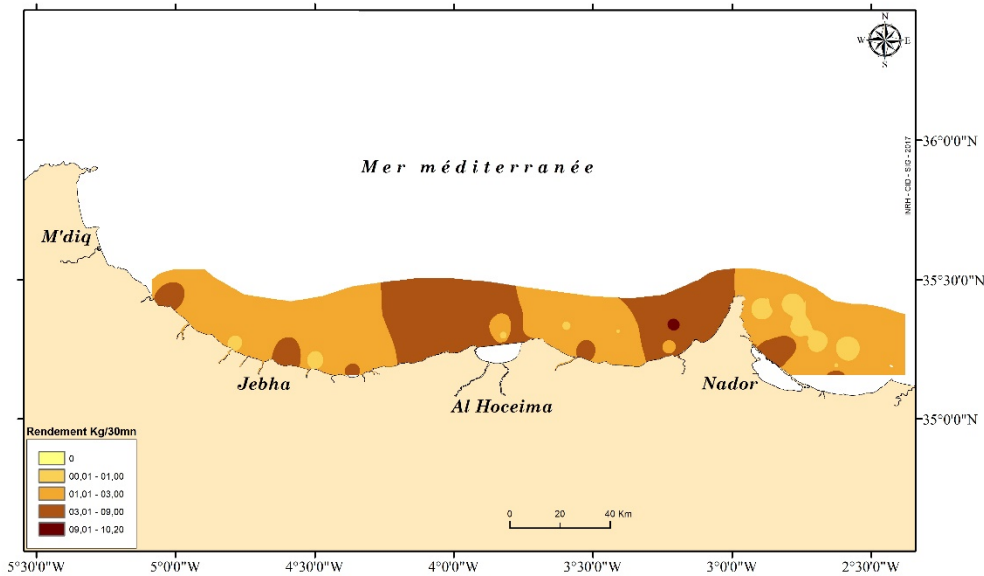 N
W E
S
36°0'0"N
Mer méditerranée
NRH - CID - SIG - 2017
M'diq
35°30'0"N
Jebha
Nador
Al Hoceima
35°0'0"N
Rendement Kg/30mn
0
00,01 - 01,00
01,01 - 03,00
03,01 - 09,00
09,01 - 10,20
0 20 40 Km
5°30'0"W 5°0'0"W 4°30'0"W 4°0'0"W 3°30'0"W 3°0'0"W 2°30'0"W